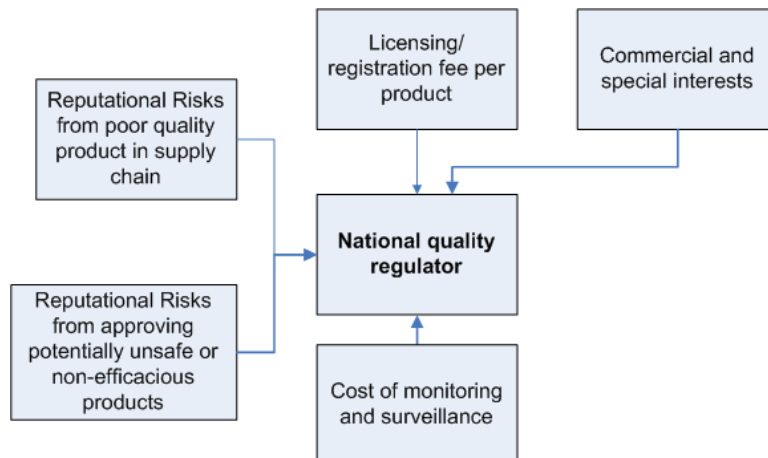 Licensing/
registration fee per
product
Commercial and
special interests
Reputational Risks
from poor quality
product in supply
chain
National quality
regulator
Reputational Risks
from approving
potentially unsafe or
non-efficacious
products
Cost of monitoring
and surveillance